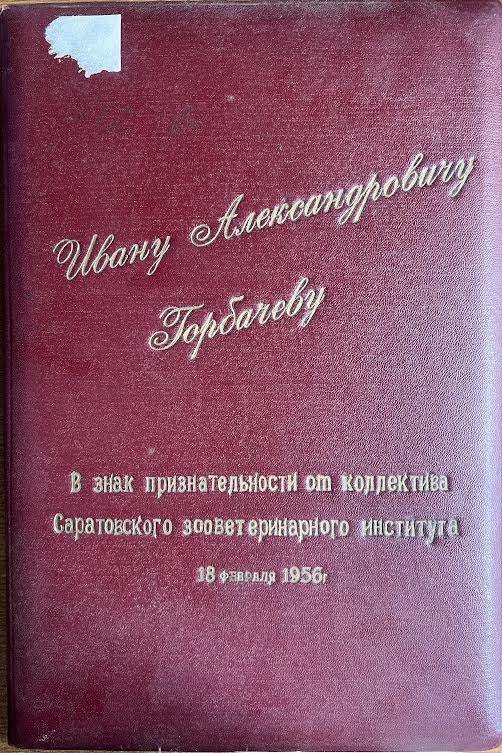 Ивану Александровичу
Горбачеву
В знак признательности от коллектива
Саратовского зооветеринарного института
18 февраля 1956г